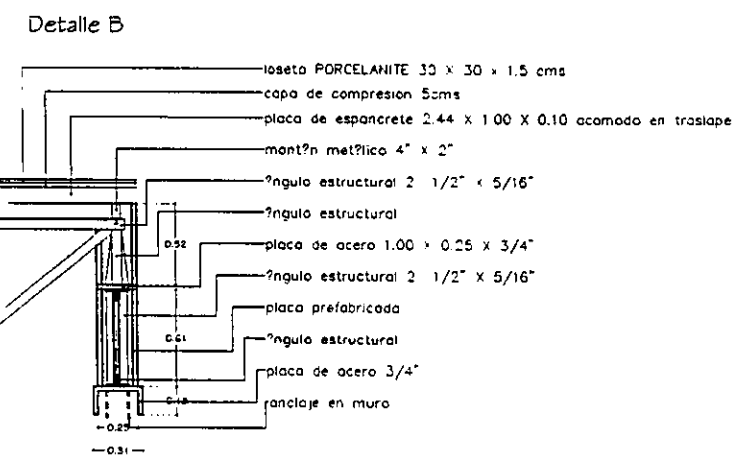 Detalle B
loseta PORCELANITE 30 x 30 x 1.5 cms
capa de compresion 5cms
placa de espancrete 2.44 X 1.00 X 0.10 acomodo en traslape
mont?n met?lico 4" x 2"
?ngulo estructural 2 1/2" x 5/16"
?ngulo estructural
0.52
placa de acero 1.00 x 0.25 X 3/4"
?ngulo estructural 2 1/2" X 5/16"
placa prefabricada
0.61
?ngulo estructural
placa de acero 3/4"
anclaje en muro
0.25
0.31